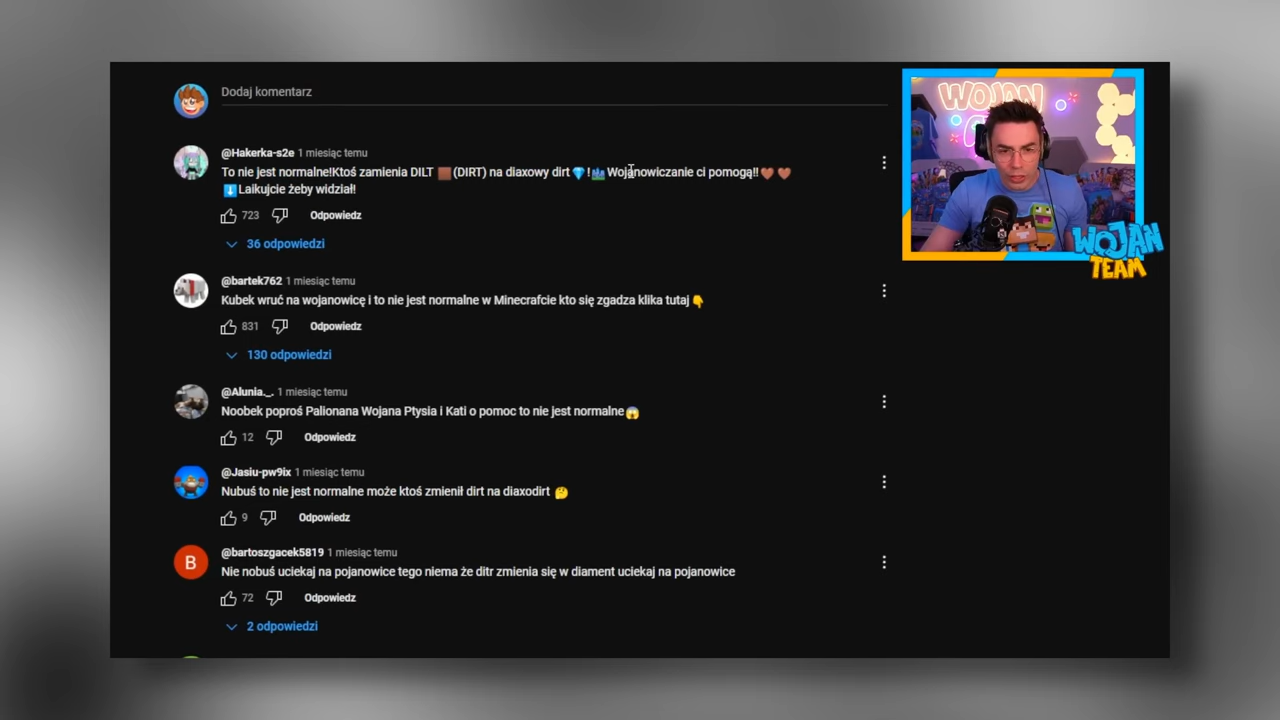 Dodaj komentarz
@Hakerka-s2e 1 miesiąc temu
To nie jest normalne!Ktoś zamienia DILT 🟫(DIRT) na diaxowy dirt💎!🏙️Wojanowiczanie ci pomogą!!🤎🤎
⬇️Laikujcie żeby widział!
723 Odpowiedz
36 odpowiedzi
@bartek762 1 miesiąc temu
Kubek wruć na wojanowicę i to nie jest normalne w Minecrafcie kto się zgadza klika tutaj👇
831 Odpowiedz
130 odpowiedzi
@Alunia._. 1 miesiąc temu
Noobek poproś Palionana Wojana Ptysia i Kati o pomoc to nie jest normalne😱
12 Odpowiedz
@Jasiu-pw9ix 1 miesiąc temu
Nubuś to nie jest normalne może ktoś zmienił dirt na diaxodirt 🤔
9 Odpowiedz
B
@bartoszgacek5819 1 miesiąc temu
Nie nobuś uciekaj na pojanowice tego niema że ditr zmienia się w diament uciekaj na pojanowice
72 Odpowiedz
2 odpowiedzi
WOJAN
WOJAN
TEAM